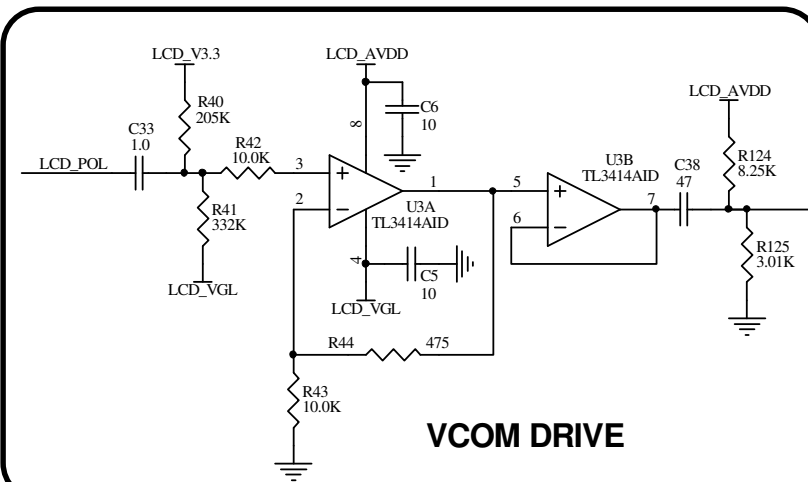 LCD_V3.3
LCD_AVDD
R40
205K
C6
10
8
LCD_AVDD
C33
1.0
R42
10.0K
U3B
TL3414AID
C38
47
R124
8.25K
LCD_POL
3
+
1
5
+
7
2
−
U3A
TL3414AID
6
−
R41
332K
R125
3.01K
4
C5
10
LCD_VGL
LCD_VGL
R44
475
R43
10.0K
VCOM DRIVE